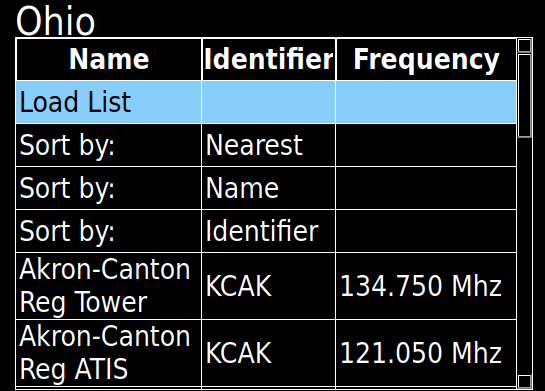 Ohio
Name Identifier Frequency
Load List
Sort by: Nearest
Sort by: Name
Sort by: Identifier
Akron-Canton
Reg Tower KCAK 134.750 Mhz
Akron-Canton
Reg ATIS KCAK 121.050 Mhz